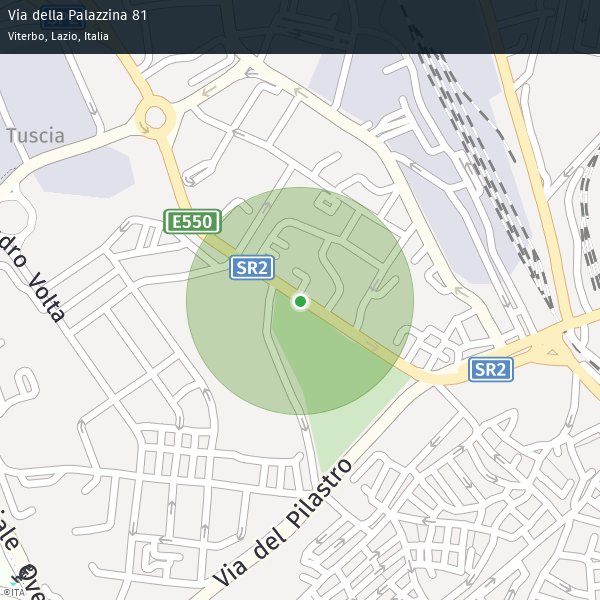 Via della Palazzina 81
Viterbo, Lazio, Italia
Tuscia
E550
SR2
dro Volta
SR2
Via del Pilastro
iale Ove
©ITA